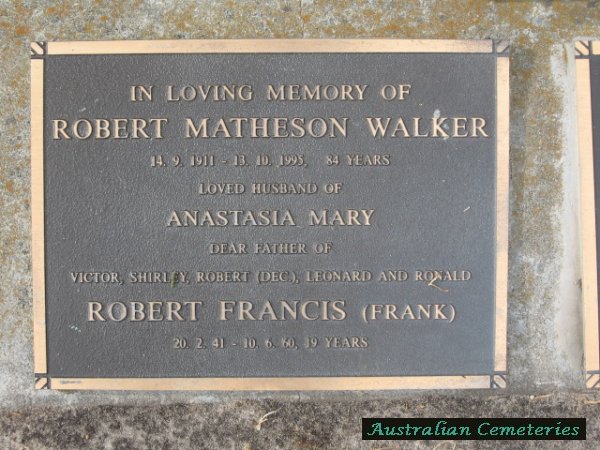 IN LOVING MEMORY OF
ROBERT MATHESON WALKER
14. 9. 1911 - 13. 10. 1995, 84 YEARS
LOVED HUSBAND OF
ANASTASIA MARY
DEAR FATHER OF
VICTOR, SHIRLEY, ROBERT (DEC.), LEONARD AND RONALD
ROBERT FRANCIS (FRANK)
20. 2. 41 - 10. 6. 60, 19 YEARS
Australian Cemeteries